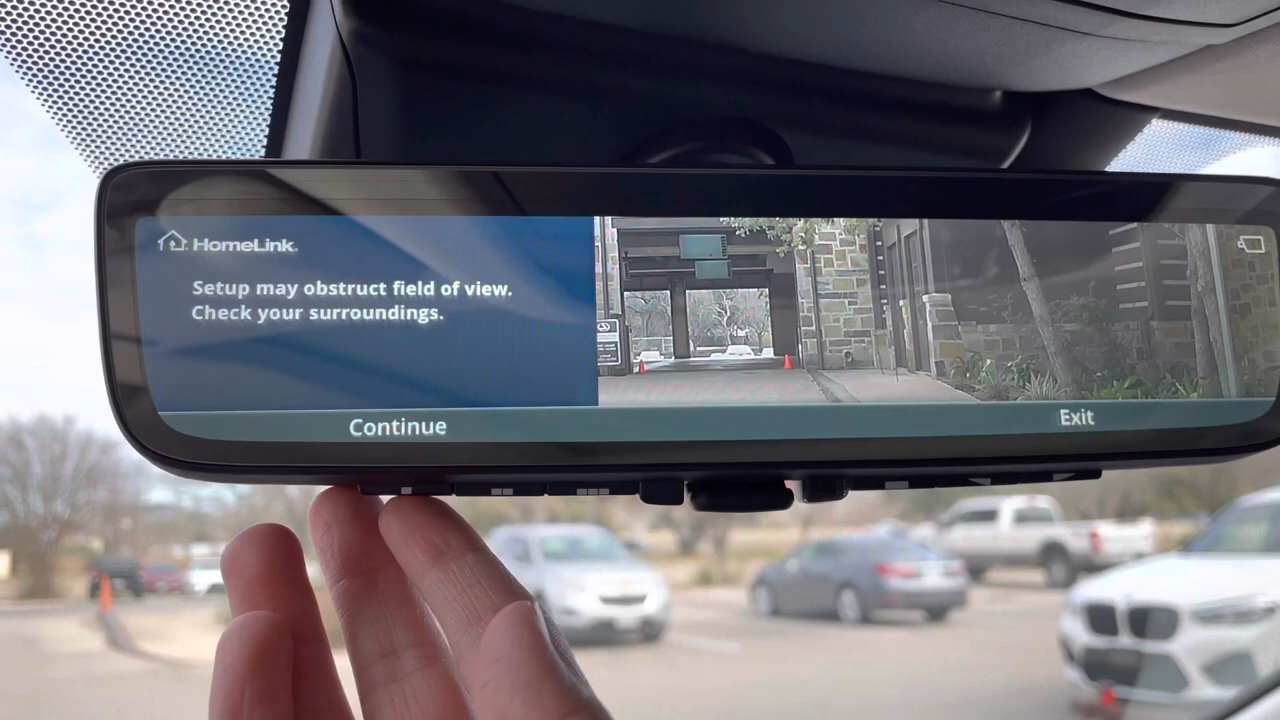 HomeLink
Setup may obstruct field of view.
Check your surroundings.
Continue
Exit